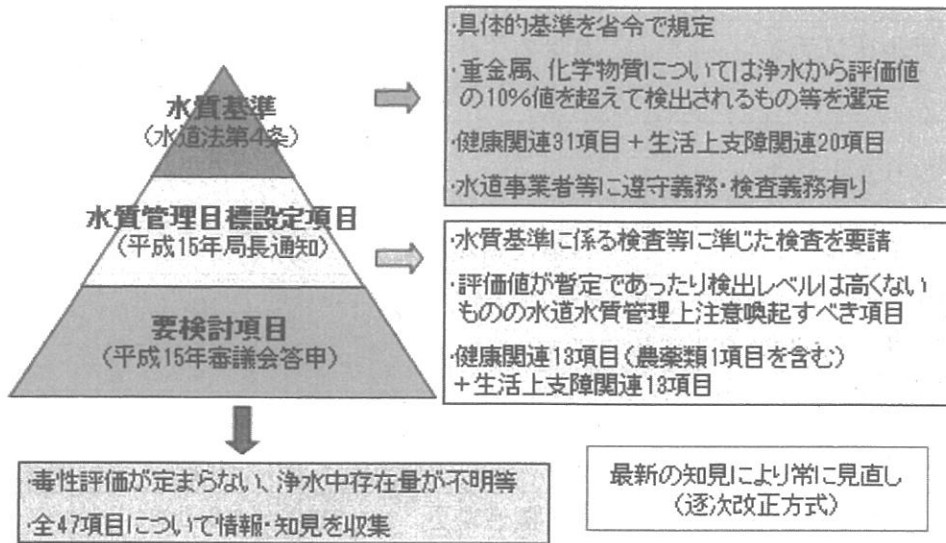 水質基準
（水道法第4条）
・具体的基準を省令で規定
・重金属、化学物質については浄水から評価値
の10%値を超えて検出されるもの等を選定
・健康関連31項目＋生活上支障関連20項目
・水道事業者等に遵守義務・検査義務有り
水質管理目標設定項目
（平成15年局長通知）
・水質基準に係る検査等に準じた検査を要請
・評価値が暫定であったり検出レベルは高くない
ものの水道水質管理上注意喚起すべき項目
・健康関連13項目（農薬類1項目を含む）
＋生活上支障関連13項目
要検討項目
（平成15年審議会答申）
・毒性評価が定まらない、浄水中存在量が不明等
・全47項目について情報・知見を収集
最新の知見により常に見直し
（逐次改正方式）